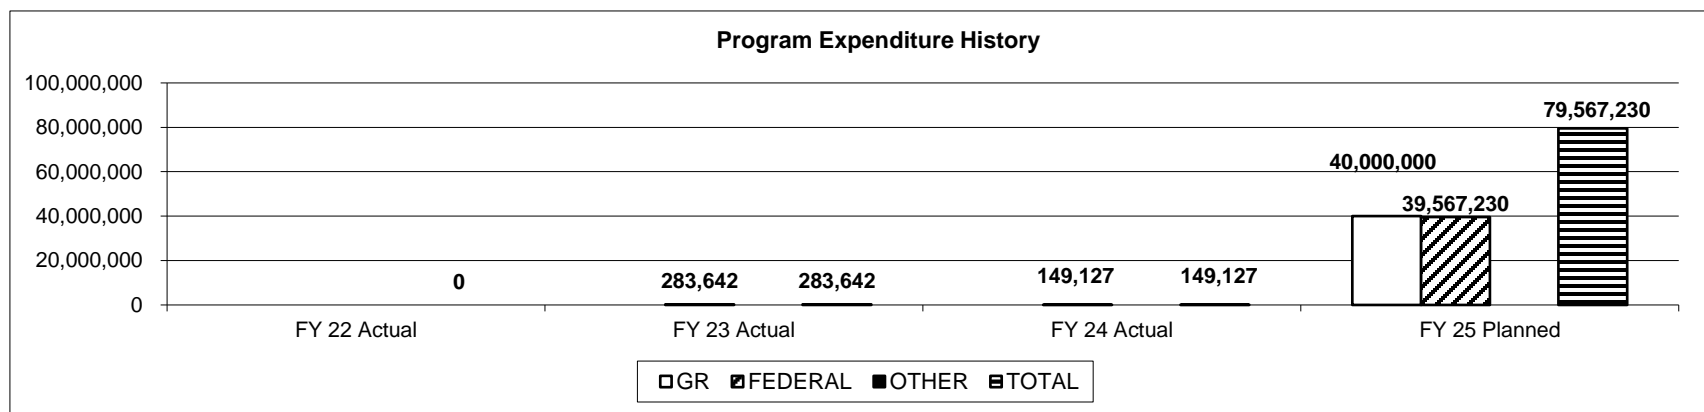 Program Expenditure History
100,000,000
80,000,000
60,000,000
40,000,000
20,000,000
0
0
283,642
283,642
149,127
149,127
40,000,000
39,567,230
79,567,230
FY 22 Actual
FY 23 Actual
FY 24 Actual
FY 25 Planned
GR FEDERAL OTHER TOTAL